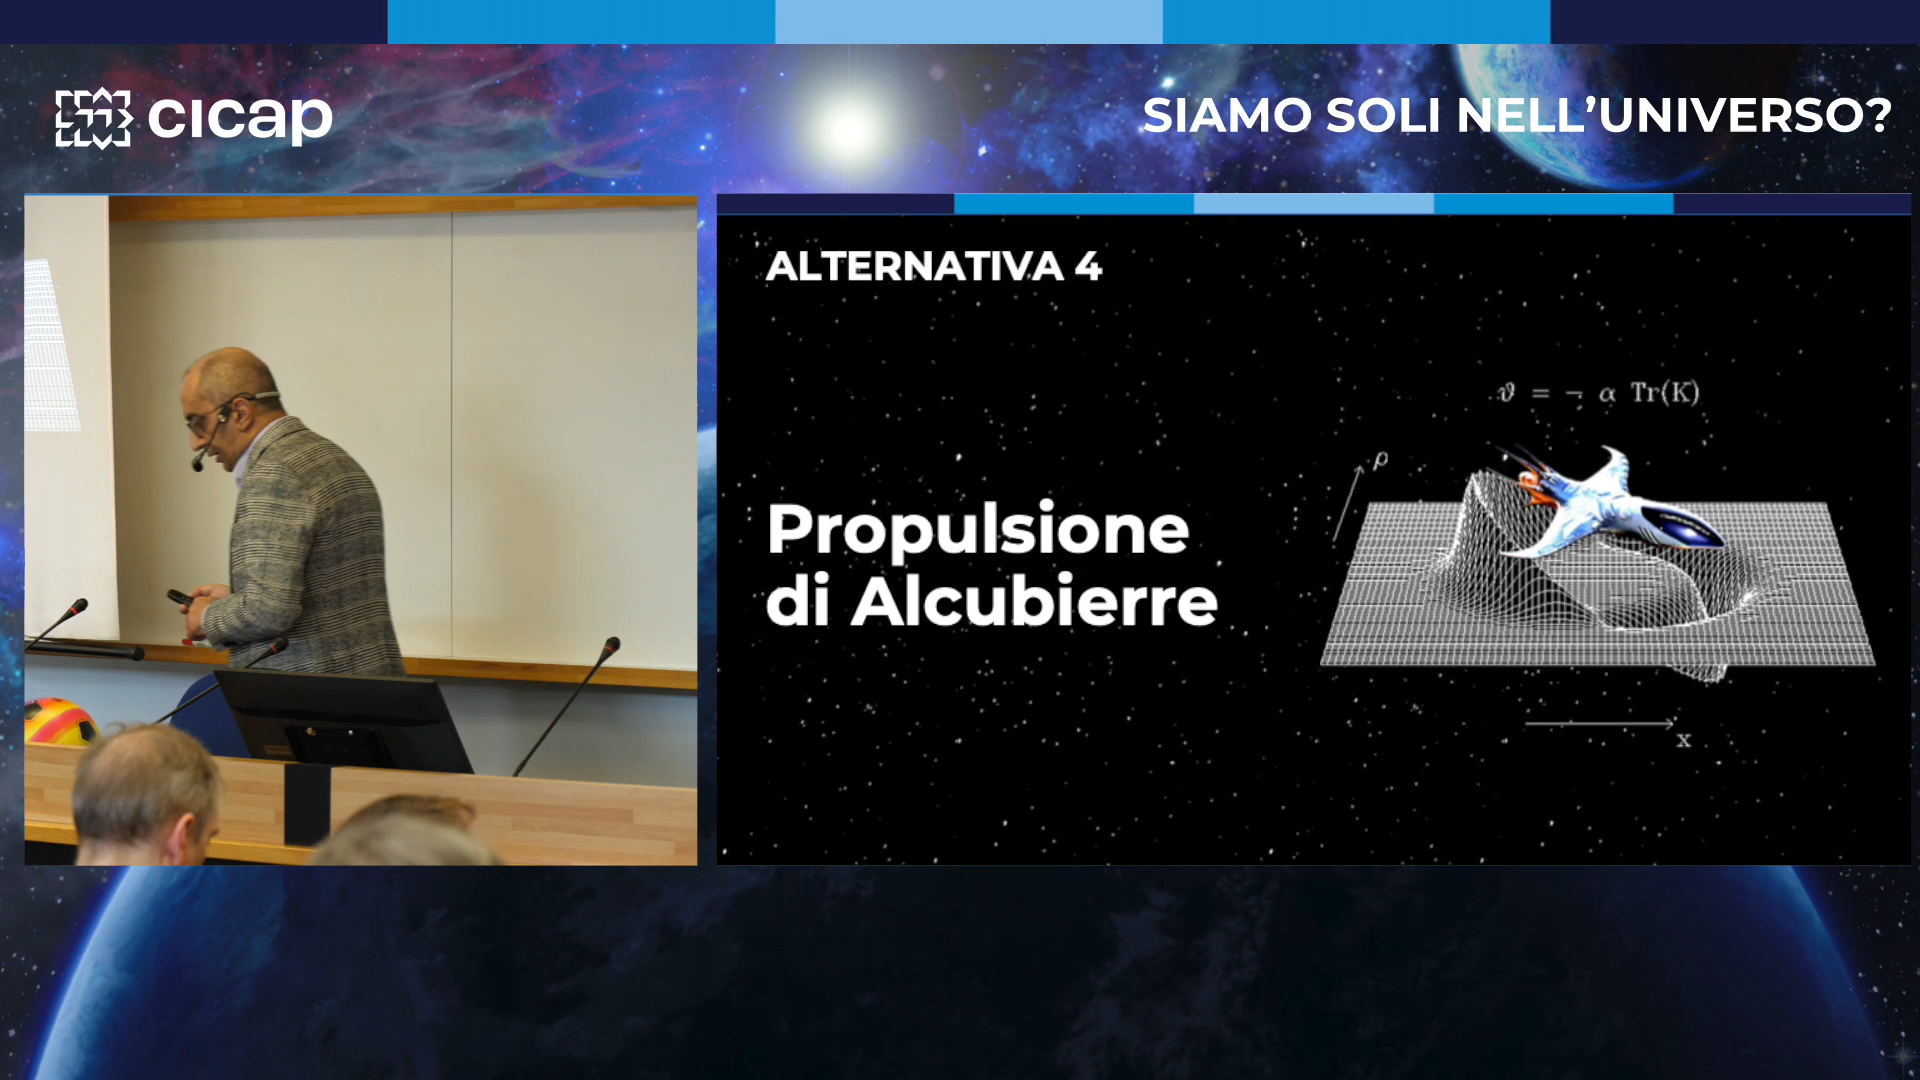 cicap
SIAMO SOLI NELL’UNIVERSO?
ALTERNATIVA 4
ϑ = - α Tr(K)
ρ
Propulsione
di Alcubierre
x